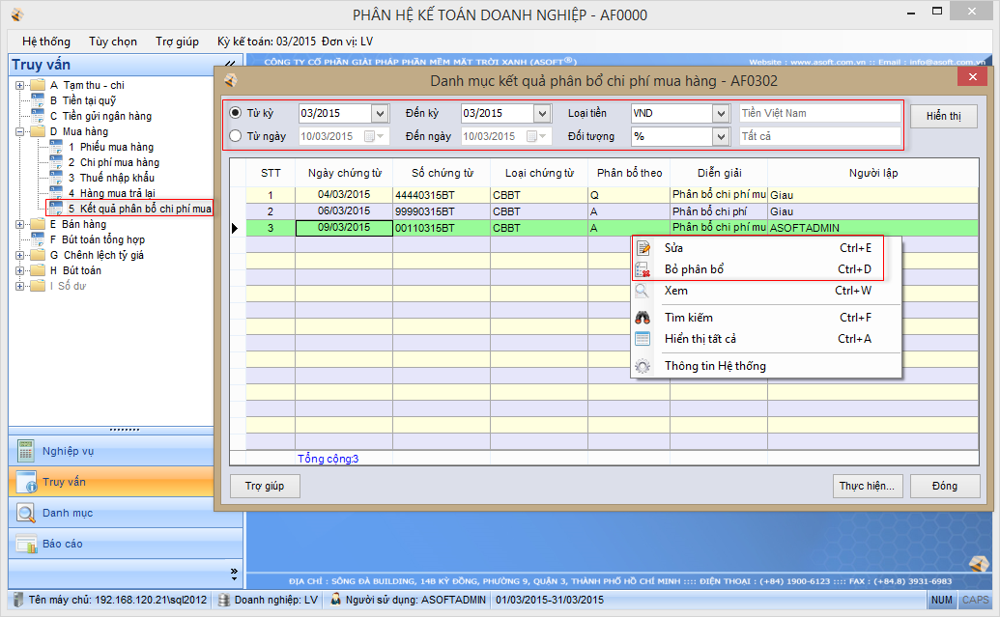 PHÂN HỆ KẾ TOÁN DOANH NGHIỆP - AF0000
Hệ thống Tùy chọn Trợ giúp Kỳ kế toán: 03/2015 Đơn vị: LV
Truy vấn
A Tạm thu - chi
B Tiền tại quỹ
C Tiền gửi ngân hàng
D Mua hàng
1 Phiếu mua hàng
2 Chi phí mua hàng
3 Thuế nhập khẩu
4 Hàng mua trả lại
5 Kết quả phân bổ chi phí mua
E Bán hàng
F Bút toán tổng hợp
G Chênh lệch tỷ giá
H Bút toán
I Số dư
Nghiệp vụ
Truy vấn
Danh mục
Báo cáo
CÔNG TY CỔ PHẦN GIẢI PHÁP PHẦN MỀM MẶT TRỜI XANH (ASOFT®)
Website : www.asoft.com.vn :: Email : info@asoft.com.vn
Danh mục kết quả phân bổ chi phí mua hàng - AF0302
Từ kỳ 03/2015 Đến kỳ 03/2015 Loại tiền VND Tiền Việt Nam Hiển thị
Từ ngày 10/03/2015 Đến ngày 10/03/2015 Đối tượng % Tất cả
STT Ngày chứng từ Số chứng từ Loại chứng từ Phân bổ theo Diễn giải Người lập
1 04/03/2015 44440315BT CBBT Q Phân bổ chi phí mu Giau
2 06/03/2015 99990315BT CBBT A Phân bổ chi phí Giau
3 09/03/2015 00110315BT CBBT A Phân bổ chi phí mu ASOFTADMIN
Sửa Ctrl+E
Bỏ phân bổ Ctrl+D
Xem Ctrl+W
Tìm kiếm Ctrl+F
Hiển thị tất cả Ctrl+A
Thông tin Hệ thống
Tổng cộng:3
Trợ giúp Thực hiện... Đóng
ĐỊA CHỈ : SÔNG ĐÀ BUILDING, 14B KỲ ĐỒNG, PHƯỜNG 9, QUẬN 3, THÀNH PHỐ HỒ CHÍ MINH :::: ĐIỆN THOẠI : (+84) 1900-6123 :::: FAX : (+84.8) 3931-6983
Tên máy chủ: 192.168.120.21\sql2012 Doanh nghiệp: LV Người sử dụng: ASOFTADMIN 01/03/2015-31/03/2015 NUM CAPS